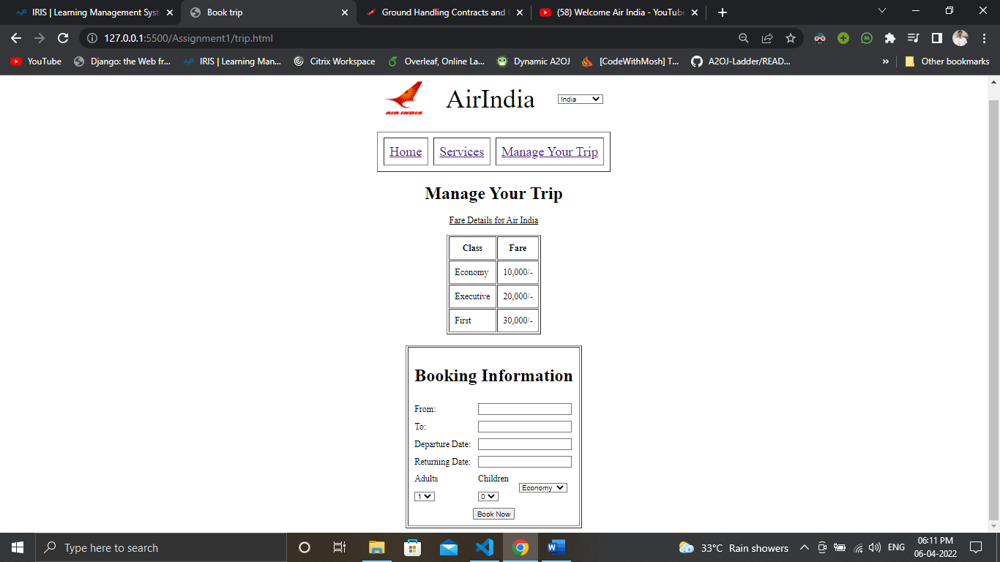 IRIS | Learning Management Syst
Book trip
Ground Handling Contracts and
(58) Welcome Air India - YouTube
127.0.0.1:5500/Assignment1/trip.html
YouTube
Django: the Web fr...
IRIS | Learning Man...
Citrix Workspace
Overleaf, Online La...
Dynamic A2OJ
[CodeWithMosh] T...
A2OJ-Ladder/READ...
»
Other bookmarks
AIR INDIA
AirIndia
India
Home Services Manage Your Trip
Manage Your Trip
Fare Details for Air India
Class Fare
Economy 10,000/-
Executive 20,000/-
First 30,000/-
Booking Information
From:
To:
Departure Date:
Returning Date:
Adults Children
Economy
1 0
Book Now
Type here to search
33°C Rain showers
ENG
06:11 PM
06-04-2022